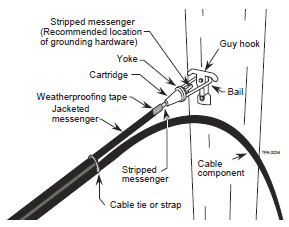 Stripped messenger
(Recommended location
of grounding hardware)
Guy hook
Yoke
Cartridge
Bail
Weatherproofing tape
Jacketed
messenger
Stripped
messenger
Cable
component
Cable tie or strap